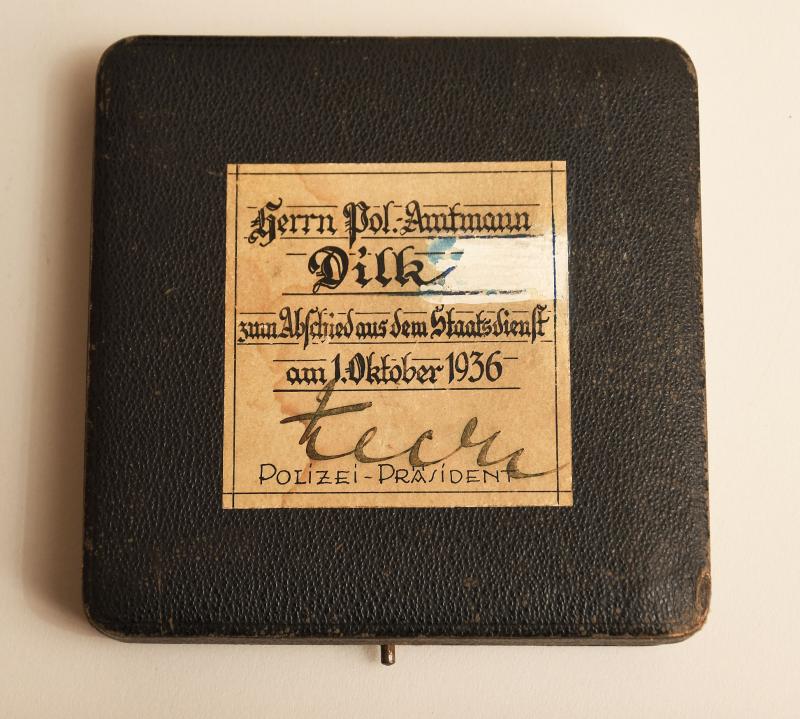 Herrn Pol.-Amtmann
Dilk
zum Abschied aus dem Staatsdienst
am 1. Oktober 1936
POLIZEI-PRÄSIDENT